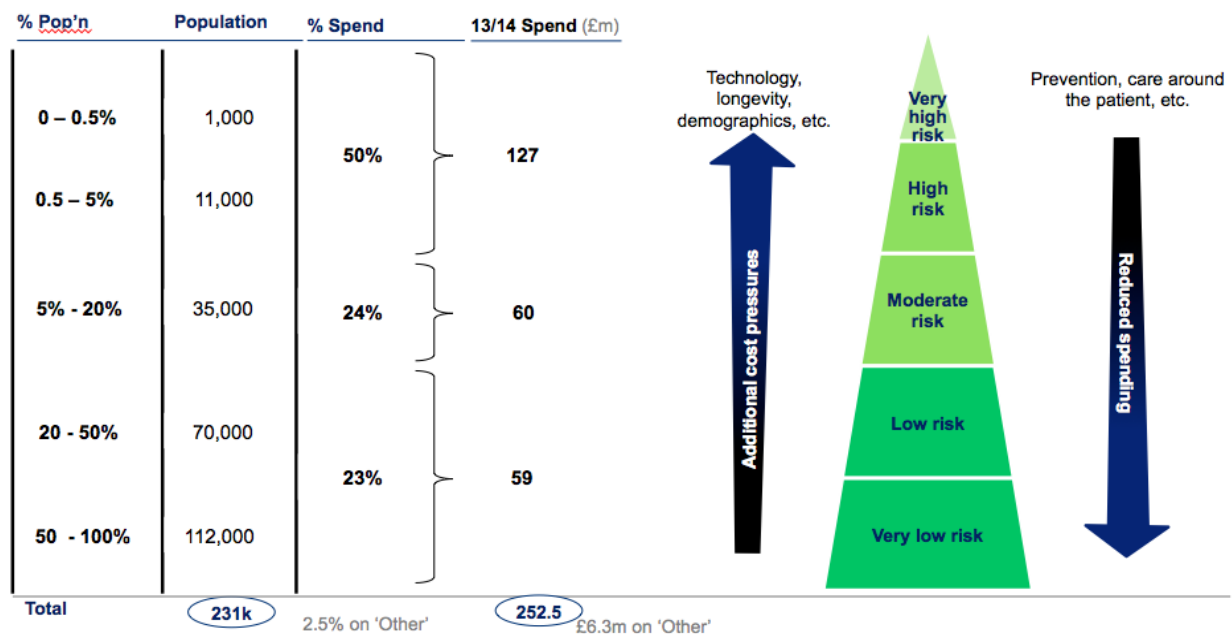 % Pop'n Population % Spend 13/14 Spend (£m)
0 – 0.5% 1,000
0.5 – 5% 11,000
50% 127
5% - 20% 35,000 24% 60
20 - 50% 70,000
23% 59
50 - 100% 112,000
Total 231k 2.5% on 'Other' 252.5 £6.3m on 'Other'
Technology,
longevity,
demographics, etc.
Additional cost pressures
Very
high
risk
High
risk
Moderate
risk
Low risk
Very low risk
Prevention, care around
the patient, etc.
Reduced spending